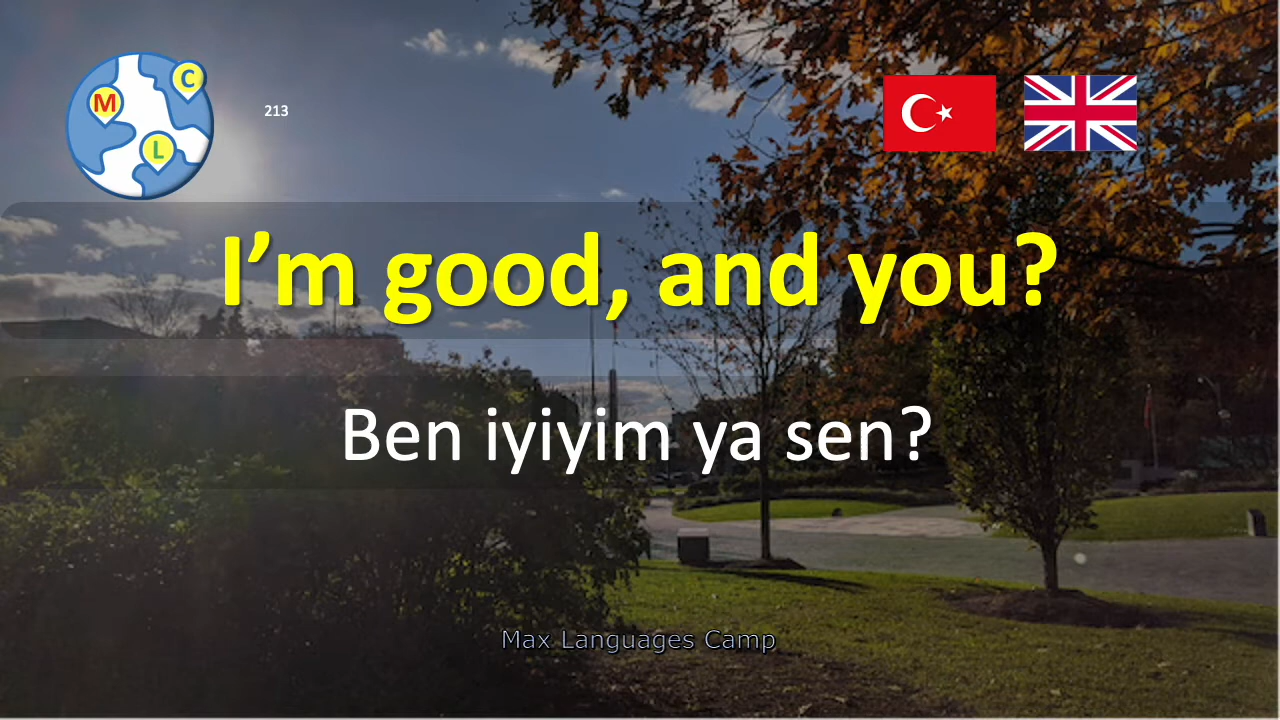 M
C
L
213
I’m good, and you?
Ben iyiyim ya sen?
Max Languages Camp